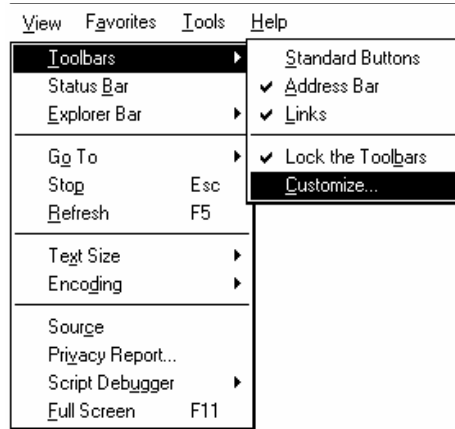 View Favorites Tools Help
Toolbars
Status Bar
Explorer Bar
Go To
Stop Esc
Refresh F5
Text Size
Encoding
Source
Privacy Report...
Script Debugger
Full Screen F11
Standard Buttons
Address Bar
Links
Lock the Toolbars
Customize...